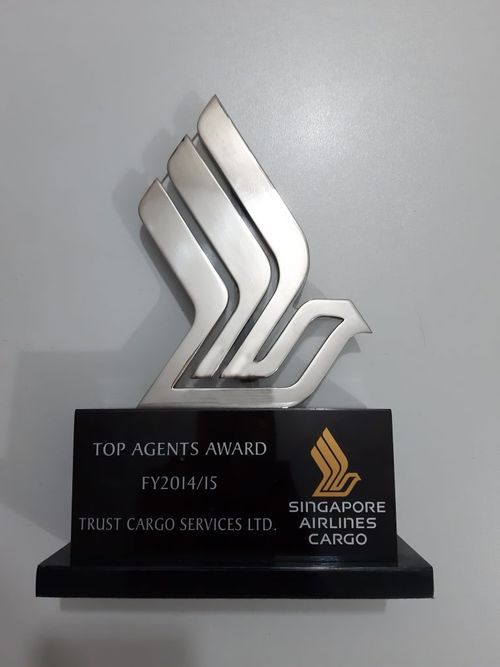 TOP AGENTS AWARD
FY2014/15
TRUST CARGO SERVICES LTD.
SINGAPORE
AIRLINES
CARGO